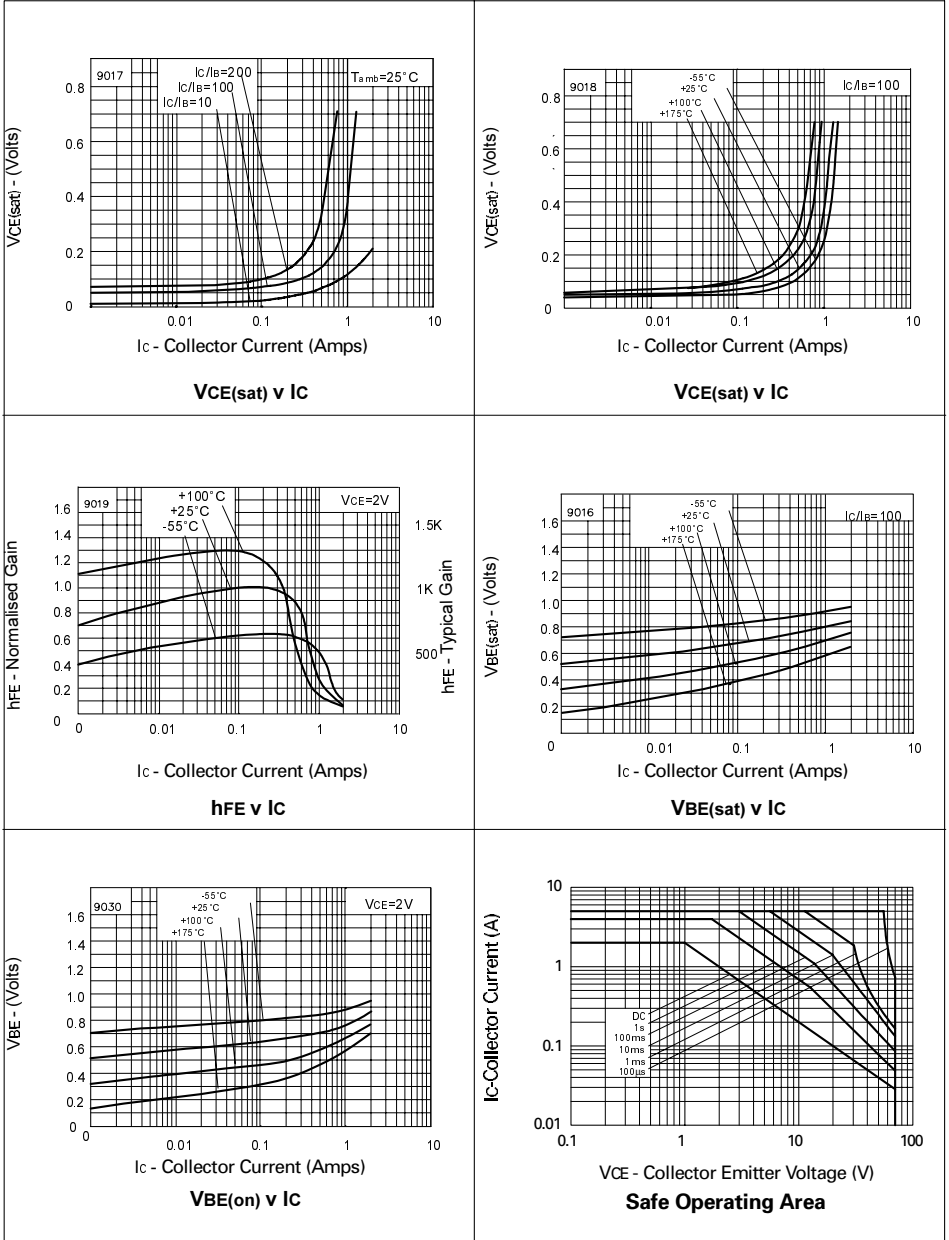 9017
IC/IB=200
IC/IB=100
IC/IB=10
Tamb=25°C
0.8
0.6
0.4
0.2
0
0.01
0.1
1
10
VCE(sat) - (Volts)
IC - Collector Current (Amps)
VCE(sat) v IC
9018
-55°C
+25°C
+100°C
+175°C
IC/IB=100
0.8
0.6
0.4
0.2
0
0.01
0.1
1
10
VCE(sat) - (Volts)
IC - Collector Current (Amps)
VCE(sat) v IC
9019
+100°C
+25°C
-55°C
VCE=2V
1.6
1.4
1.2
1.0
0.8
0.6
0.4
0.2
0
0
0.01
0.1
1
10
1.5K
1K
500
hFE - Normalised Gain
hFE - Typical Gain
IC - Collector Current (Amps)
hFE v IC
9016
-55°C
+25°C
+100°C
+175°C
IC/IB=100
1.6
1.4
1.2
1.0
0.8
0.6
0.4
0.2
0
0.01
0.1
1
10
VBE(sat) - (Volts)
IC - Collector Current (Amps)
VBE(sat) v IC
9030
-55°C
+25°C
+100°C
+175°C
VCE=2V
1.6
1.4
1.2
1.0
0.8
0.6
0.4
0.2
0
0
0.01
0.1
1
10
VBE - (Volts)
IC - Collector Current (Amps)
VBE(on) v IC
10
1
0.1
0.01
DC
1s
100ms
10ms
1ms
100µs
0.1
1
10
100
IC-Collector Current (A)
VCE - Collector Emitter Voltage (V)
Safe Operating Area